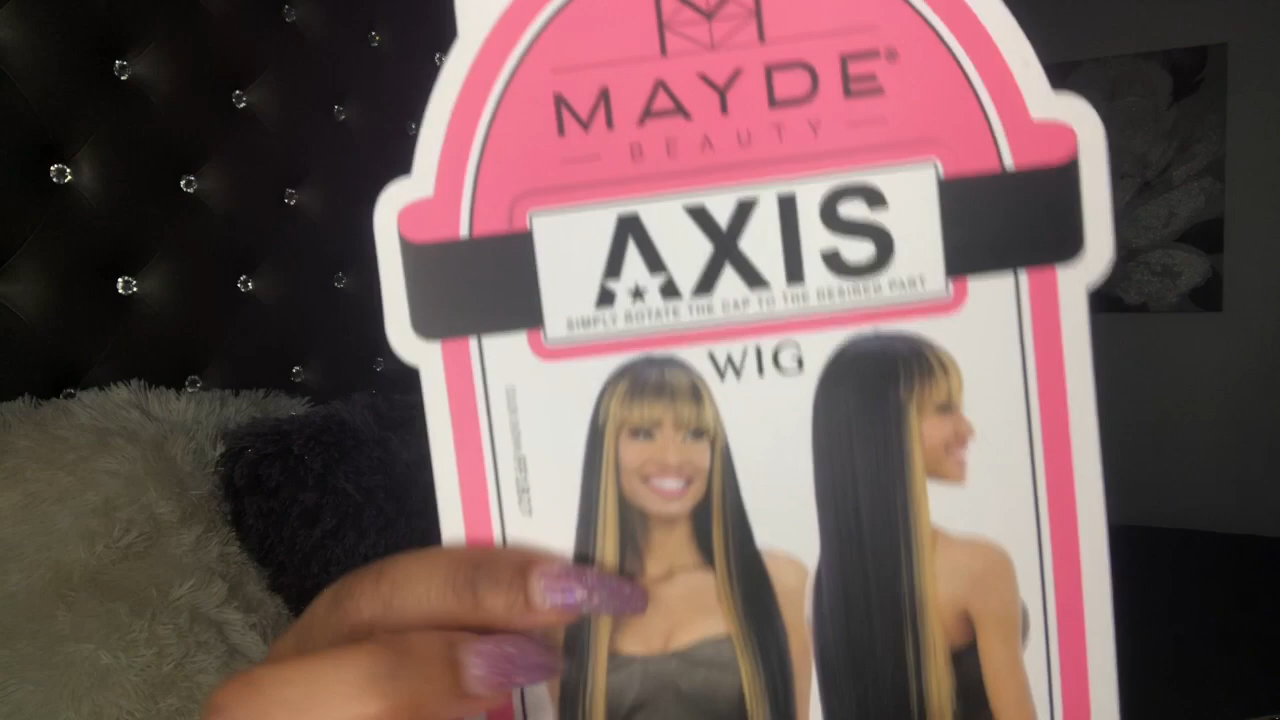 MAYDE®
BEAUTY
AXIS
SIMPLY ROTATE THE CAP TO THE DESIRED PART
WIG